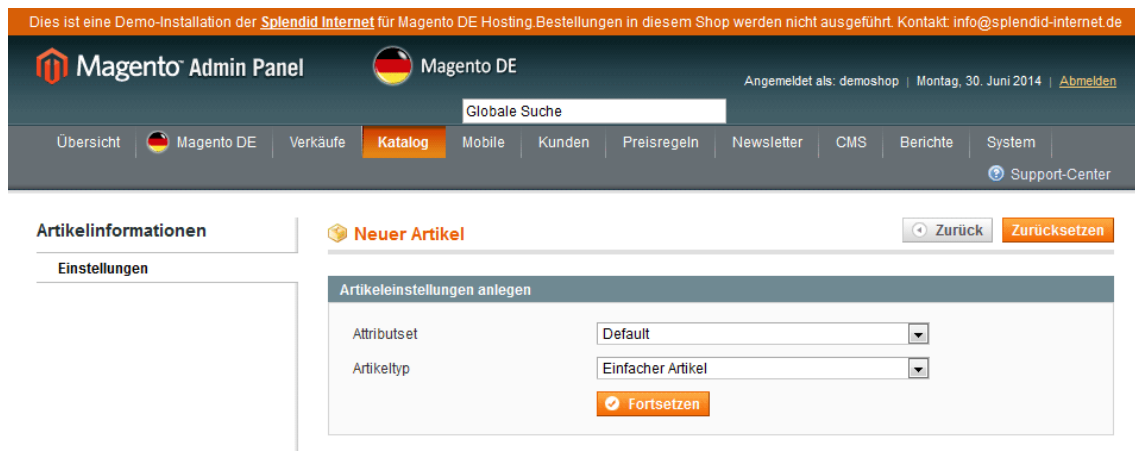 Dies ist eine Demo-Installation der Splendid Internet für Magento DE Hosting.Bestellungen in diesem Shop werden nicht ausgeführt. Kontakt: info@splendid-internet.de
Magento Admin Panel
Magento DE
Angemeldet als: demoshop | Montag, 30. Juni 2014 | Abmelden
Globale Suche
Übersicht Magento DE Verkäufe Katalog Mobile Kunden Preisregeln Newsletter CMS Berichte System
Support-Center
Artikelinformationen
Einstellungen
Neuer Artikel
Zurück Zurücksetzen
Artikeleinstellungen anlegen
Attributset Default
Artikeltyp Einfacher Artikel
Fortsetzen